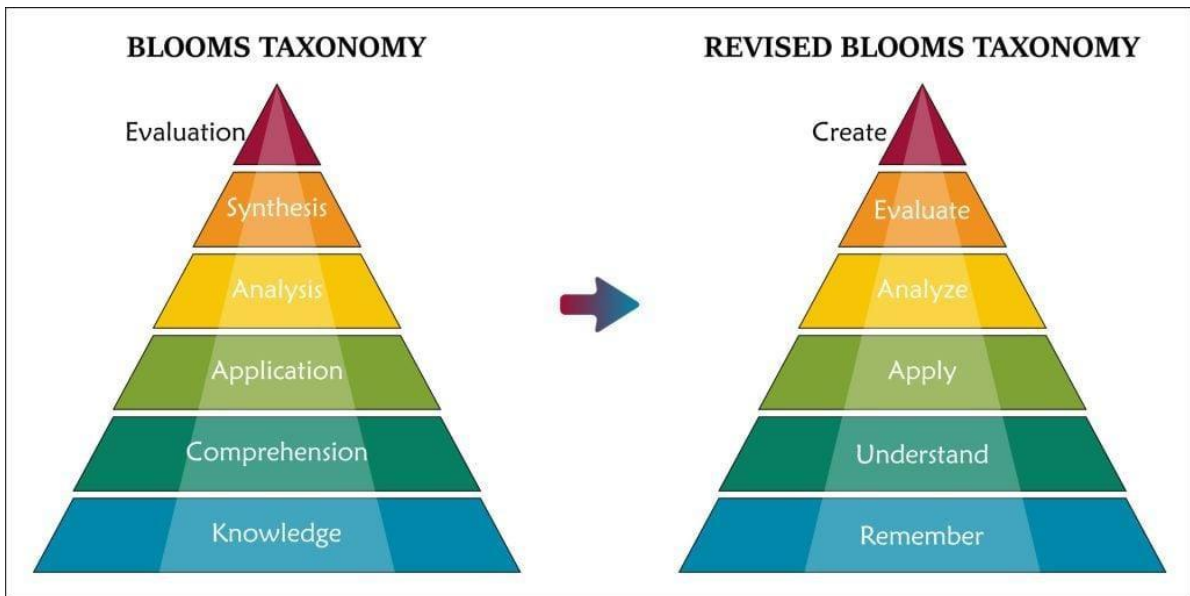 BLOOMS TAXONOMY
Evaluation
Synthesis
Analysis
Application
Comprehension
Knowledge
REVISED BLOOMS TAXONOMY
Create
Evaluate
Analyze
Apply
Understand
Remember